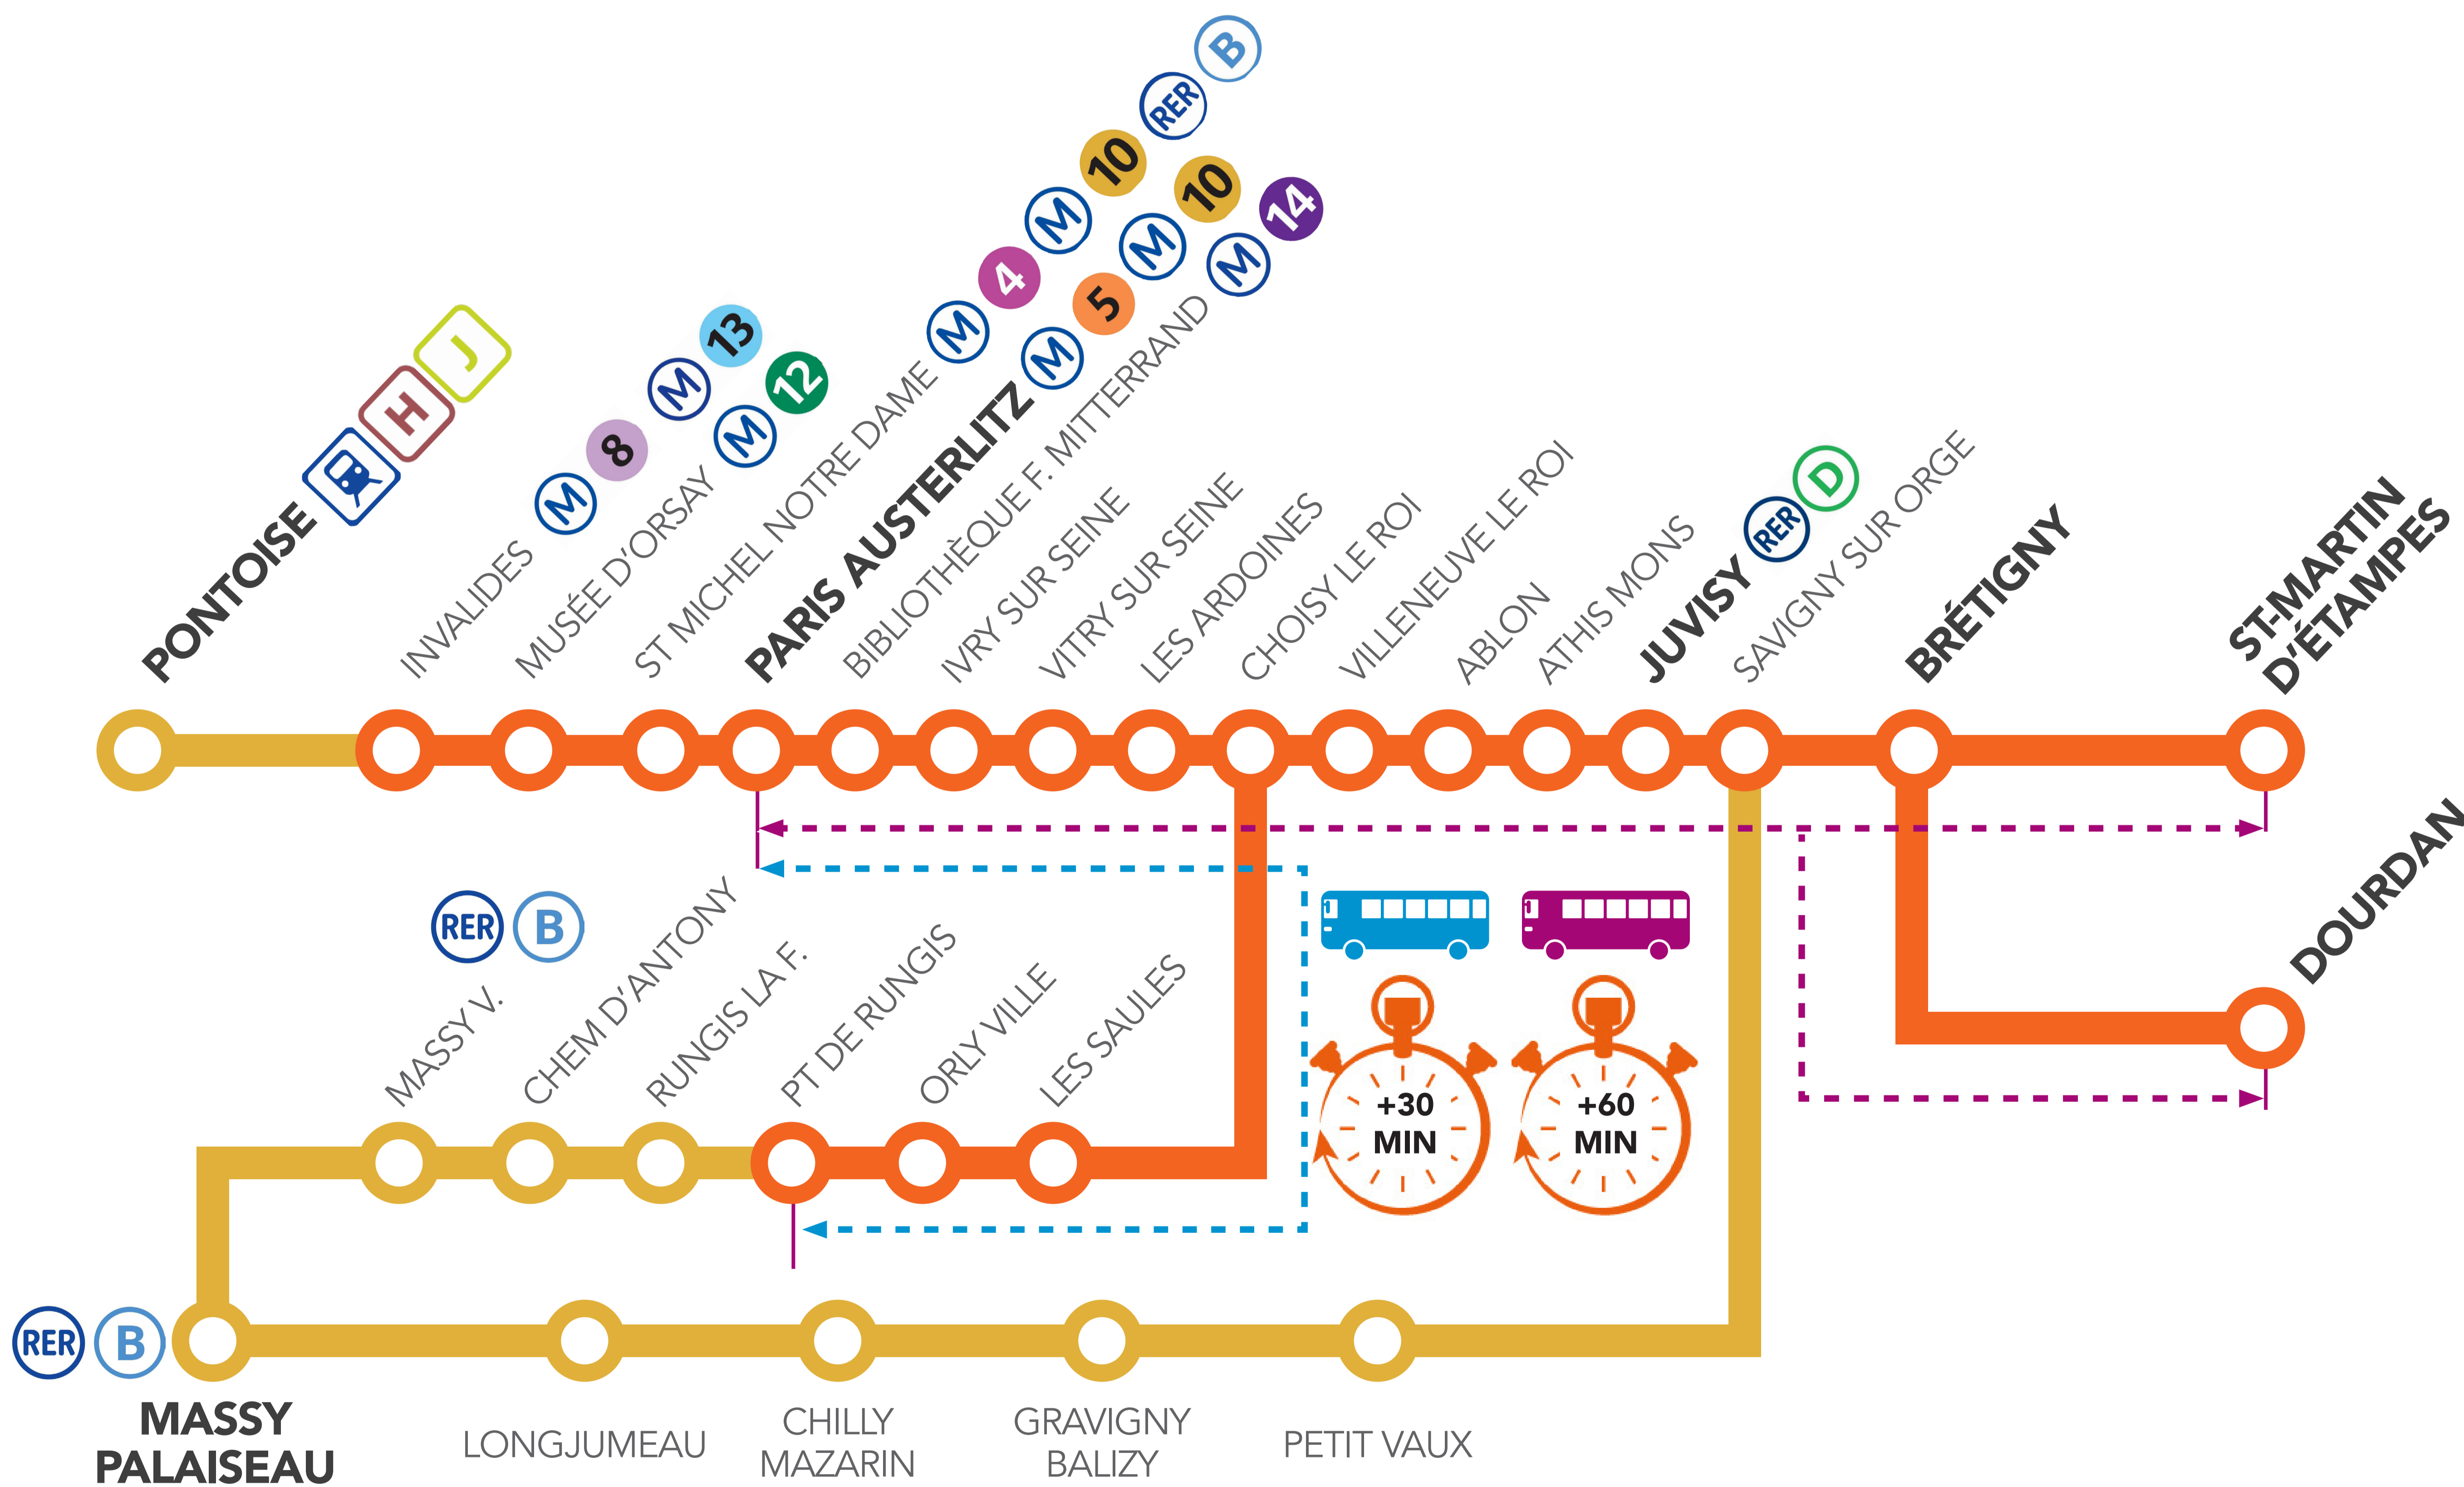 PONTOISE
H
J
INVALIDES
M
8
M
13
MUSÉE D'ORSAY
M
12
ST MICHEL NOTRE DAME
M
4
M
10
RER
B
PARIS AUSTERLITZ
M
5
M
10
BIBLIOTHÈQUE F. MITTERRAND
M
14
IVRY SUR SEINE
VITRY SUR SEINE
LES ARDOINES
CHOISY LE ROI
VILLENEUVE LE ROI
ABLON
ATHIS MONS
JUVISY
RER
D
SAVIGNY SUR ORGE
BRÉTIGNY
ST-MARTIIN
D'ÉTAMPES
DOURDAN
RER
B
MASSY V.
CHEM D'ANTONY
RUNGIS LA F.
PT DE RUNGIS
ORLY VILLE
LES SAULES
+30
MIN
+60
MIN
RER
B
MASSY
PALAISEAU
LONGJUMEAU
CHILLY
MAZARIN
GRAVIGNY
BALIZY
PETIT VAUX